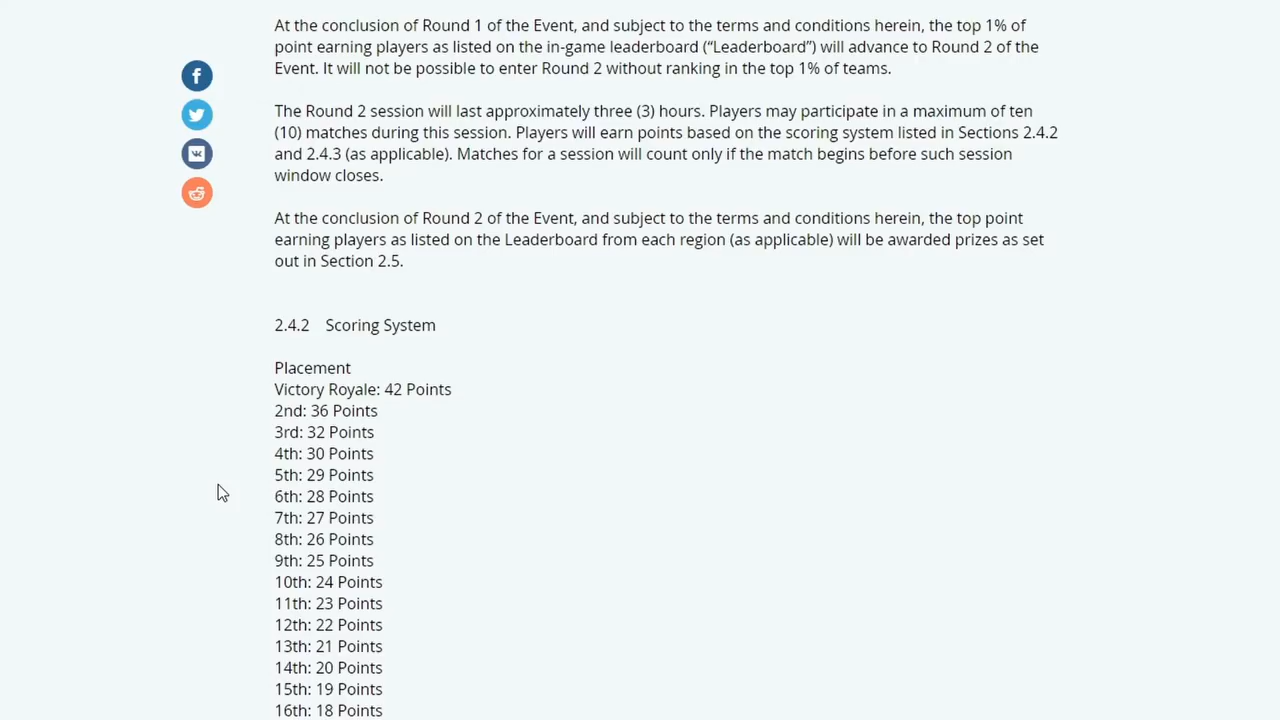 At the conclusion of Round 1 of the Event, and subject to the terms and conditions herein, the top 1% of
point earning players as listed on the in-game leaderboard (“Leaderboard”) will advance to Round 2 of the
Event. It will not be possible to enter Round 2 without ranking in the top 1% of teams.
The Round 2 session will last approximately three (3) hours. Players may participate in a maximum of ten
(10) matches during this session. Players will earn points based on the scoring system listed in Sections 2.4.2
and 2.4.3 (as applicable). Matches for a session will count only if the match begins before such session
window closes.
At the conclusion of Round 2 of the Event, and subject to the terms and conditions herein, the top point
earning players as listed on the Leaderboard from each region (as applicable) will be awarded prizes as set
out in Section 2.5.
2.4.2 Scoring System
Placement
Victory Royale: 42 Points
2nd: 36 Points
3rd: 32 Points
4th: 30 Points
5th: 29 Points
6th: 28 Points
7th: 27 Points
8th: 26 Points
9th: 25 Points
10th: 24 Points
11th: 23 Points
12th: 22 Points
13th: 21 Points
14th: 20 Points
15th: 19 Points
16th: 18 Points